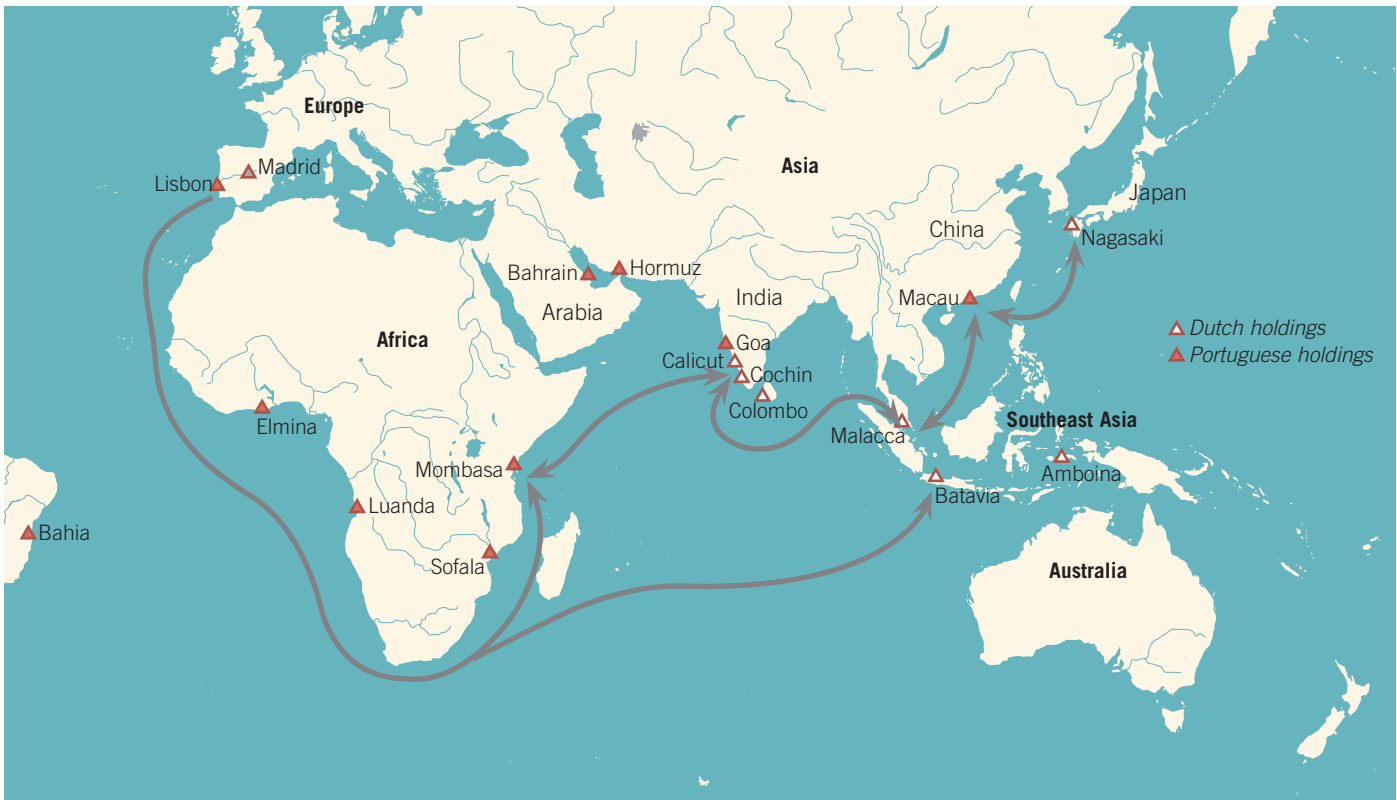 Europe
Madrid
Lisbon
Asia
Japan
China
Nagasaki
Bahrain
Hormuz
Arabia
India
Macau
Africa
Goa
Calicut
Cochin
Colombo
Dutch holdings
Portuguese holdings
Elmina
Malacca
Southeast Asia
Mombasa
Amboina
Batavia
Luanda
Bahia
Sofala
Australia